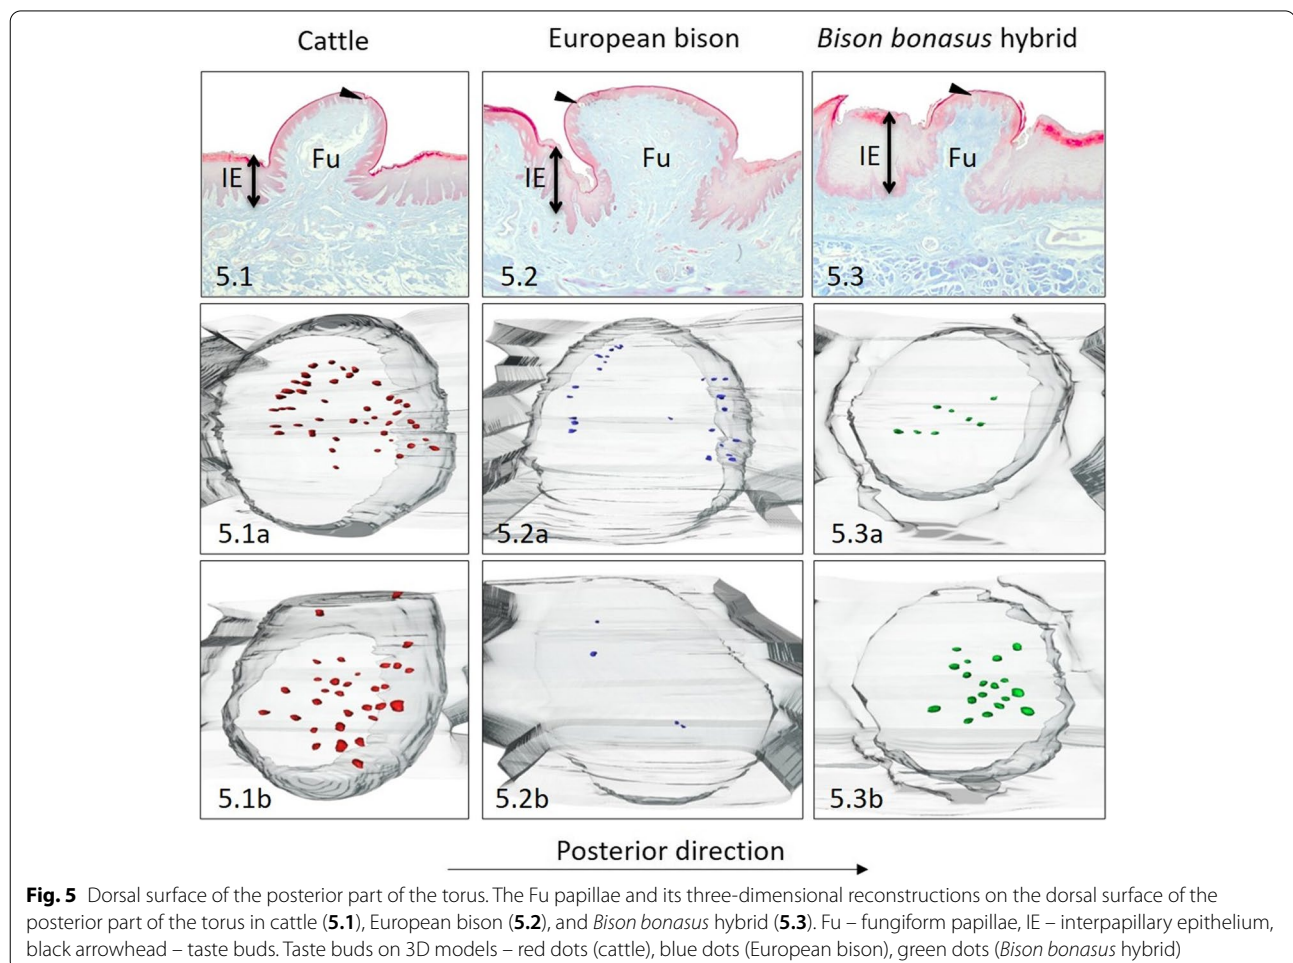 Cattle
European bison
Bison bonasus hybrid
IE
Fu
5.1
IE
Fu
5.2
IE
Fu
5.3
5.1a
5.2a
5.3a
5.1b
5.2b
5.3b
Posterior direction
Fig. 5 Dorsal surface of the posterior part of the torus. The Fu papillae and its three-dimensional reconstructions on the dorsal surface of the
posterior part of the torus in cattle (5.1), European bison (5.2), and Bison bonasus hybrid (5.3). Fu – fungiform papillae, IE – interpapillary epithelium,
black arrowhead – taste buds. Taste buds on 3D models – red dots (cattle), blue dots (European bison), green dots (Bison bonasus hybrid)